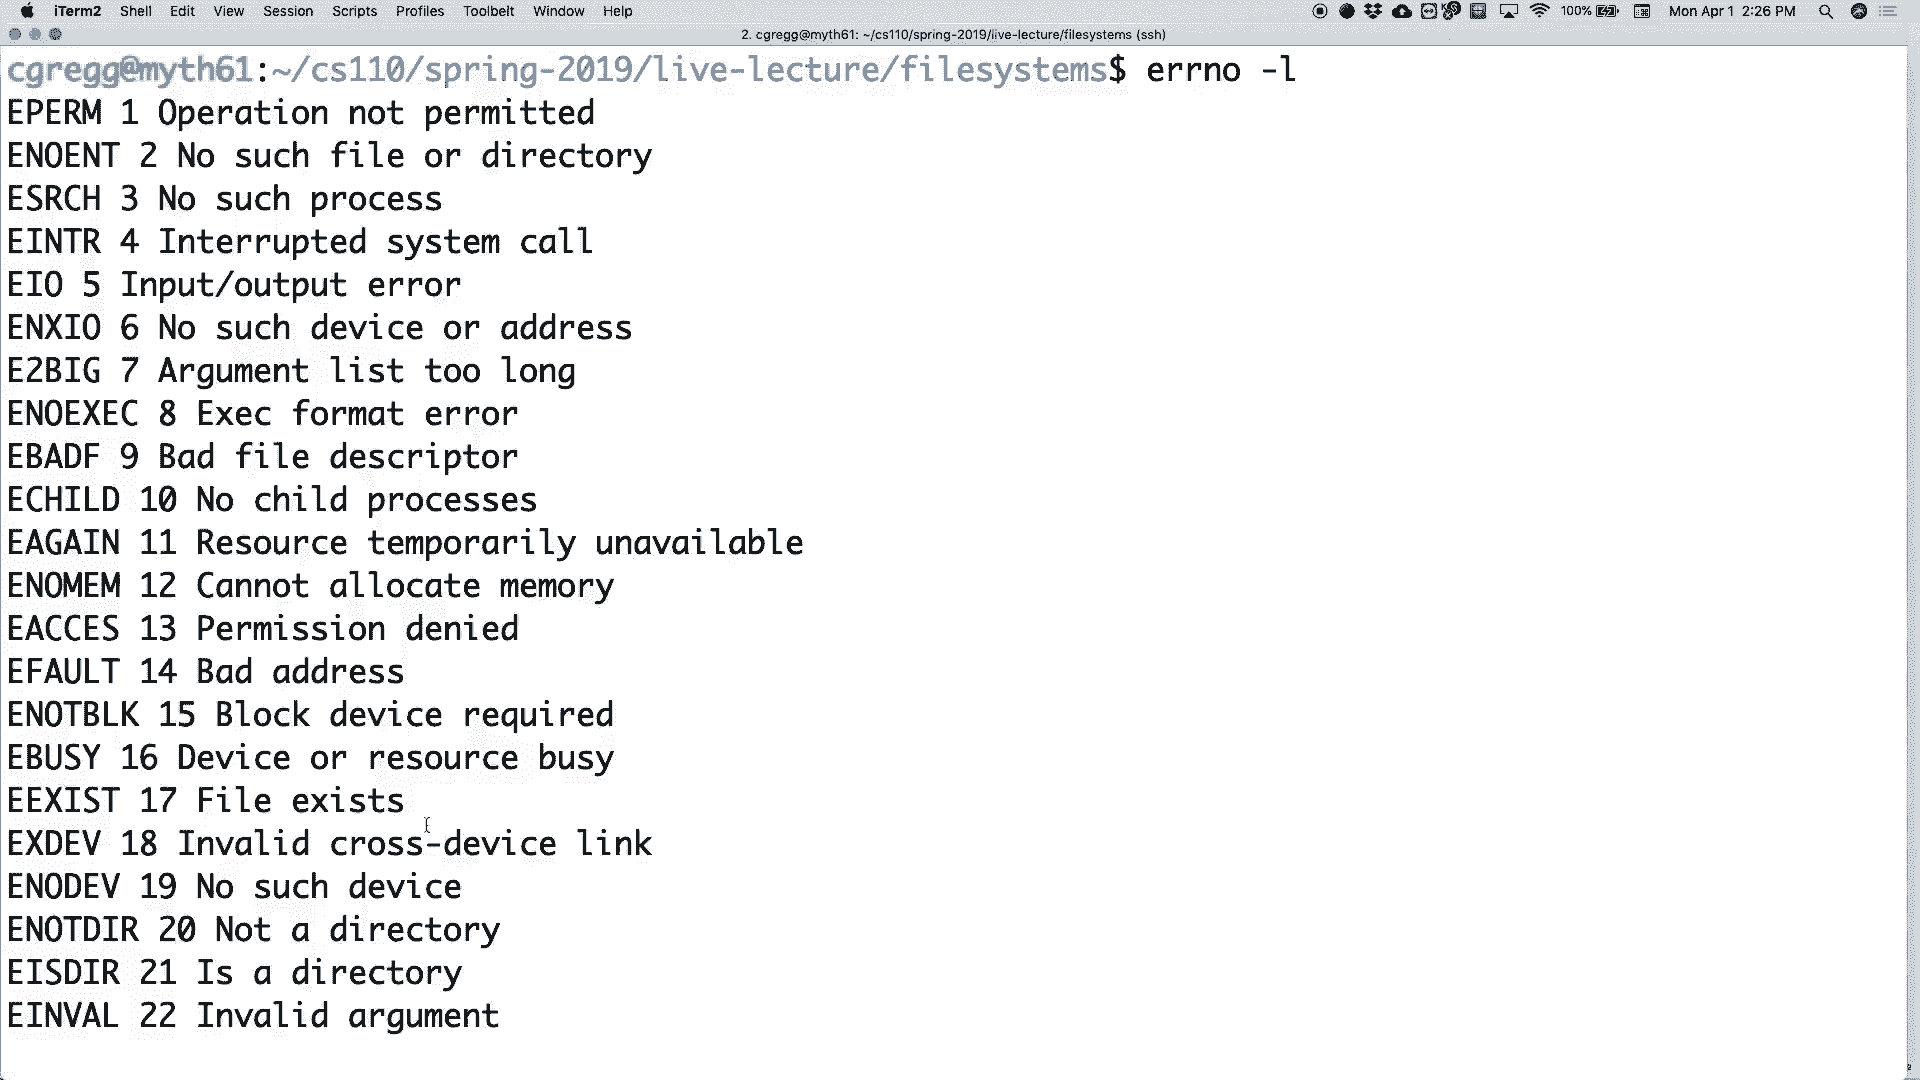 iTerm2 Shell Edit View Session Scripts Profiles Toolbelt Window Help 100% Mon Apr 1 2:26 PM
2. cgregg@myth61: ~/cs110/spring-2019/live-lecture/filesystems (ssh)
cgregg@myth61:~/cs110/spring-2019/live-lecture/filesystems$ errno -l
EPERM 1 Operation not permitted
ENOENT 2 No such file or directory
ESRCH 3 No such process
EINTR 4 Interrupted system call
EIO 5 Input/output error
ENXIO 6 No such device or address
E2BIG 7 Argument list too long
ENOEXEC 8 Exec format error
EBADF 9 Bad file descriptor
ECHILD 10 No child processes
EAGAIN 11 Resource temporarily unavailable
ENOMEM 12 Cannot allocate memory
EACCES 13 Permission denied
EFAULT 14 Bad address
ENOTBLK 15 Block device required
EBUSY 16 Device or resource busy
EEXIST 17 File exists
EXDEV 18 Invalid cross-device link
ENODEV 19 No such device
ENOTDIR 20 Not a directory
EISDIR 21 Is a directory
EINVAL 22 Invalid argument